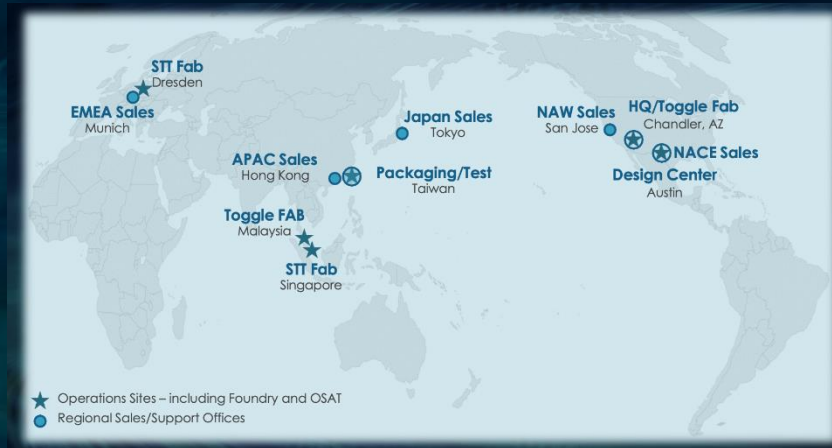 STT Fab
Dresden
EMEA Sales
Munich
Japan Sales
Tokyo
NAW Sales
San Jose
HQ/Toggle Fab
Chandler, AZ
NACE Sales
Design Center
Austin
APAC Sales
Hong Kong
Packaging/Test
Taiwan
Toggle FAB
Malaysia
STT Fab
Singapore
Operations Sites – including Foundry and OSAT
Regional Sales/Support Offices